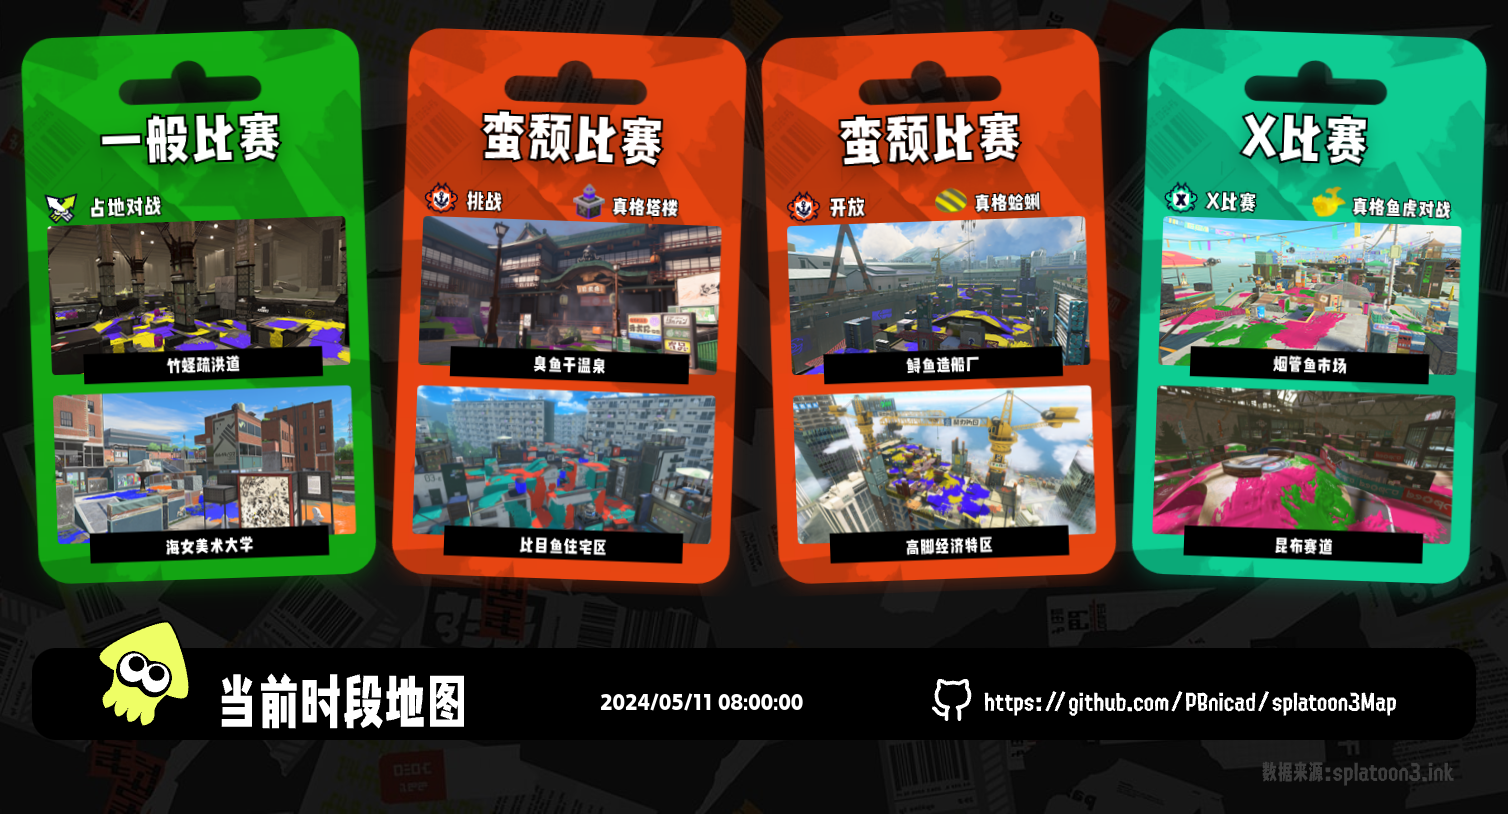 一般比赛
占地对战
竹蛏疏洪道
海女美术大学
蛮颓比赛
挑战
真格塔楼
臭鱼干温泉
比目鱼住宅区
蛮颓比赛
开放
真格蛤蜊
鲟鱼造船厂
高脚经济特区
X比赛
X比赛
真格鱼虎对战
烟管鱼市场
昆布赛道
当前时段地图
2024/05/11 08:00:00
https://github.com/PBnicad/splatoon3Map
数据来源:splatoon3.ink